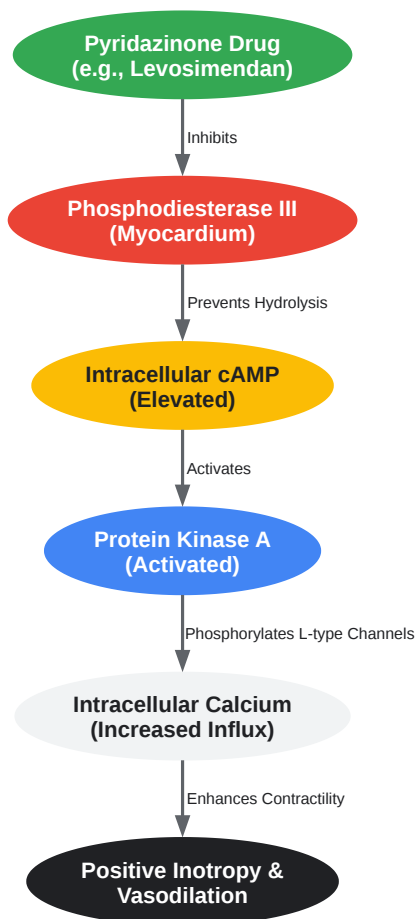 Pyridazinone Drug
(e.g., Levosimendan)
Inhibits
Phosphodiesterase III
(Myocardium)
Prevents Hydrolysis
Intracellular cAMP
(Elevated)
Activates
Protein Kinase A
(Activated)
Phosphorylates L-type Channels
Intracellular Calcium
(Increased Influx)
Enhances Contractility
Positive Inotropy &
Vasodilation